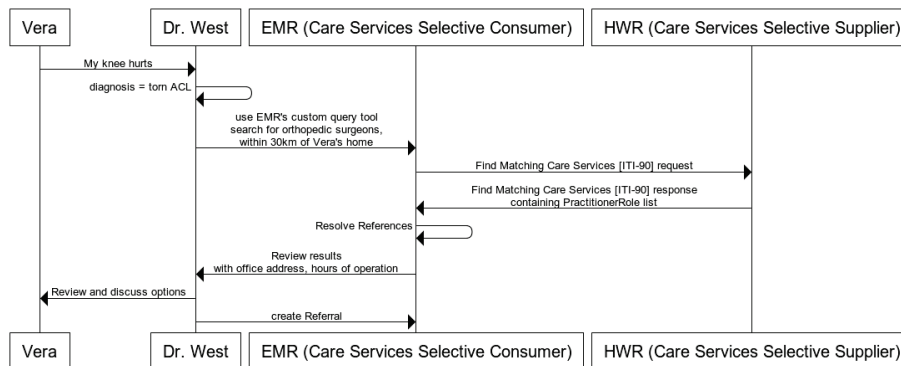 Vera
Dr. West
EMR (Care Services Selective Consumer)
HWR (Care Services Selective Supplier)
My knee hurts
diagnosis = torn ACL
use EMR's custom query tool
search for orthopedic surgeons,
within 30km of Vera's home
Find Matching Care Services [ITI-90] request
Find Matching Care Services [ITI-90] response
containing PractitionerRole list
Resolve References
Review results
with office address, hours of operation
Review and discuss options
create Referral
Vera
Dr. West
EMR (Care Services Selective Consumer)
HWR (Care Services Selective Supplier)